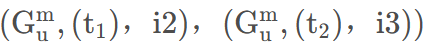 (G_u^m, (t_1), i2), (G_u^m, (t_2), i3))